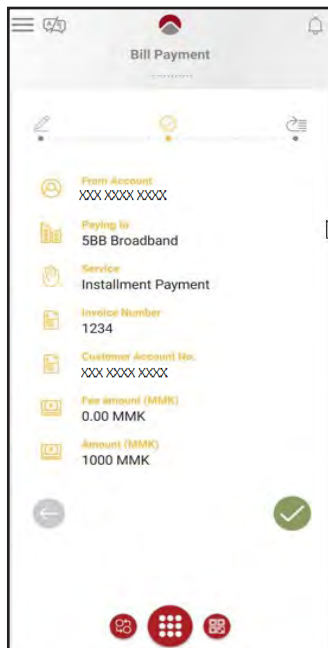 Bill Payment
From Account
XXX XXXX XXXX
Paying to
5BB Broadband
Service
Installment Payment
Invoice Number
1234
Customer Account No.
XXX XXXX XXXX
Fee amount (MMK)
0.00 MMK
Amount (MMK)
1000 MMK